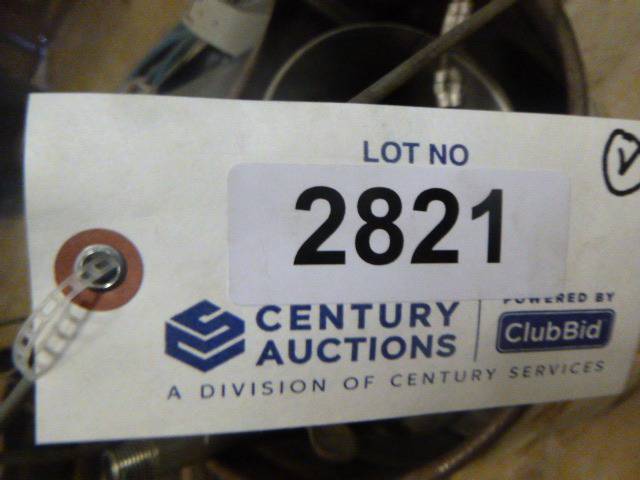 LOT NO
2821
CENTURY
AUCTIONS
POWERED BY
ClubBid
A DIVISION OF CENTURY SERVICES